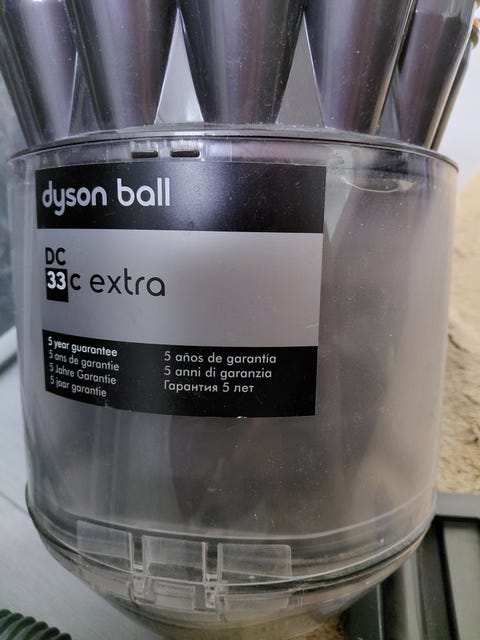 dyson ball
DC
33 c extra
5 year guarantee
5 ans de garantie
5 Jahre Garantie
5 jaar garantie
5 años de garantía
5 anni di garanzia
Гарантия 5 лет